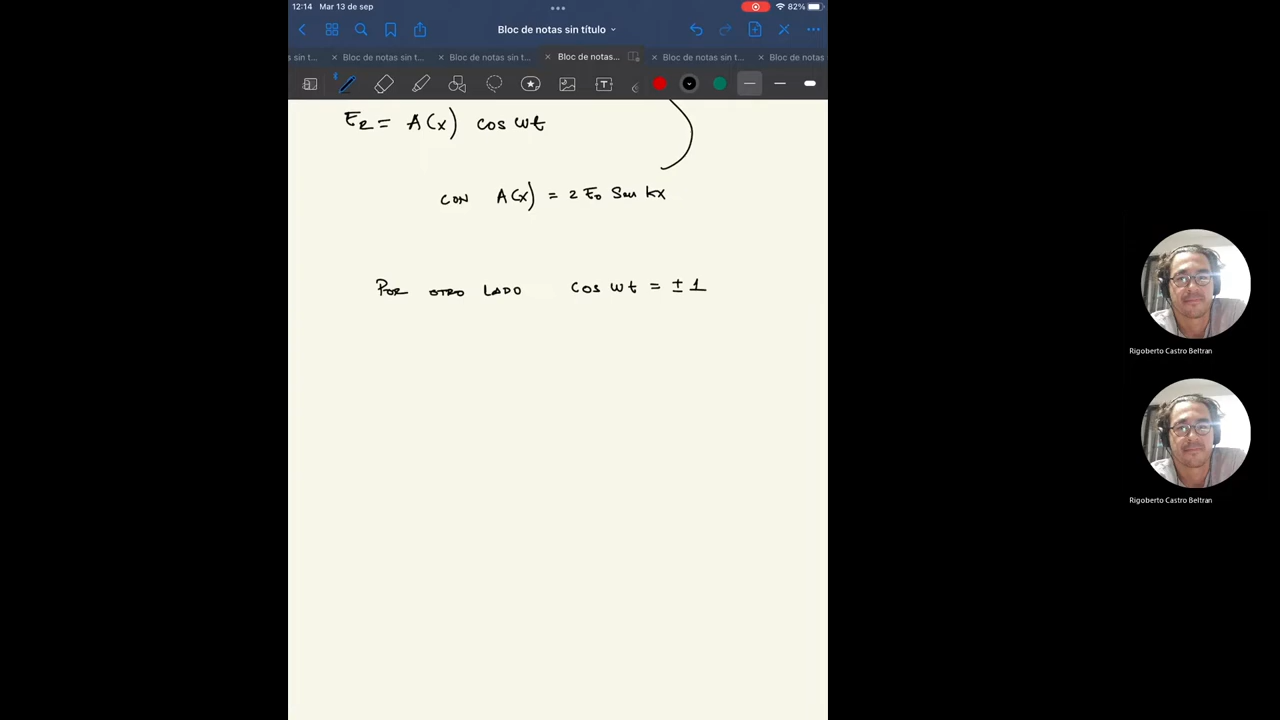 12:14 Mar 13 de sep
82%
Bloc de notas sin título
sin t...
Bloc de notas sin t...
Bloc de notas sin t...
Bloc de notas...
Bloc de notas sin t...
Bloc de notas
E_R = A(x) cos ωt
CON A(x) = 2 E₀ Sen kx
POR OTRO LADO cos ωt = ± 1
Rigoberto Castro Beltran
Rigoberto Castro Beltran